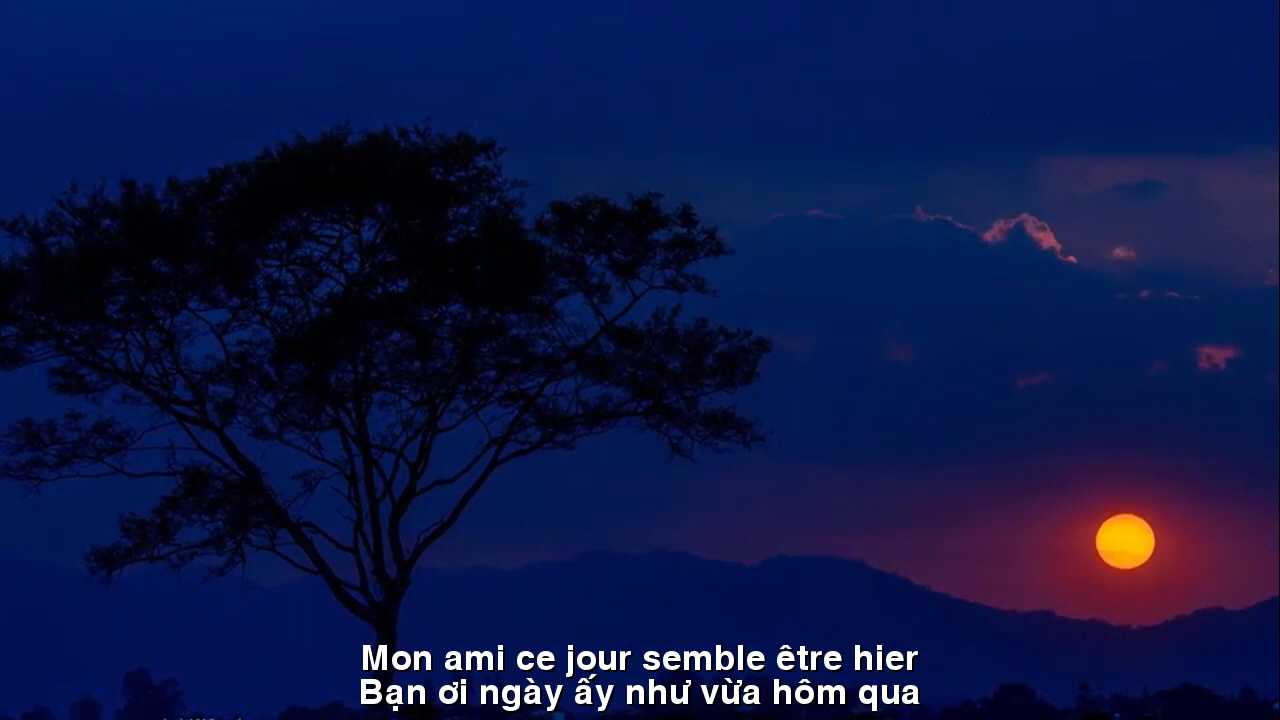 Mon ami ce jour semble être hier
Bạn ơi ngày ấy như vừa hôm qua